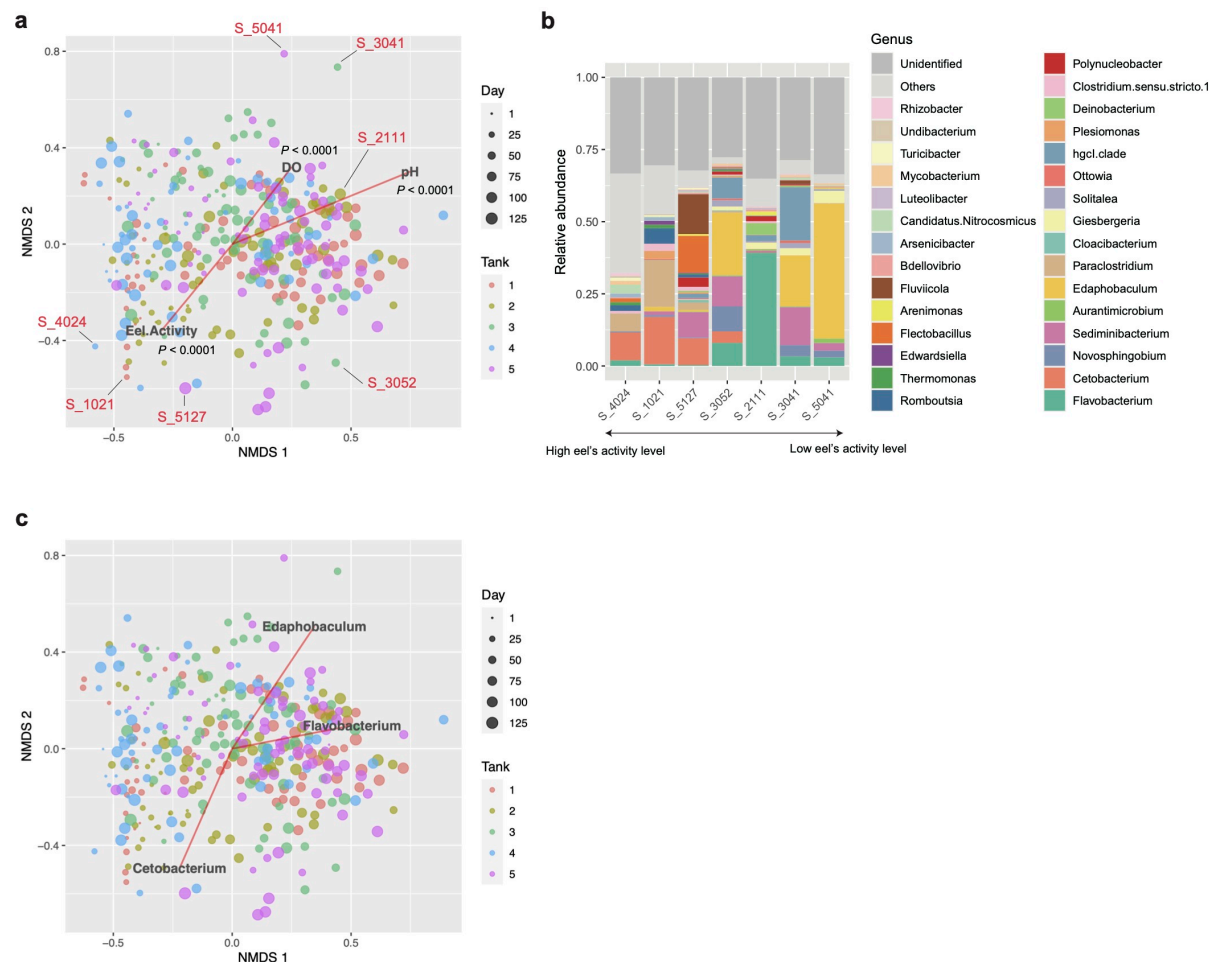 a
S_5041
S_3041
S_2111
S_4024
S_1021
S_5127
S_3052
P < 0.0001
DO
pH
P < 0.0001
Eel.Activity
P < 0.0001
0.8
0.4
0.0
−0.4
NMDS 2
−0.5
0.0
0.5
NMDS 1
Day
1
25
50
75
100
125
Tank
1
2
3
4
5
b
1.00
0.75
0.50
0.25
0.00
Relative abundance
S_4024
S_1021
S_5127
S_3052
S_2111
S_3041
S_5041
High eel's activity level
Low eel's activity level
Genus
Unidentified
Others
Rhizobacter
Undibacterium
Turicibacter
Mycobacterium
Luteolibacter
Candidatus.Nitrocosmicus
Arsenicibacter
Bdellovibrio
Fluviicola
Arenimonas
Flectobacillus
Edwardsiella
Thermomonas
Romboutsia
Polynucleobacter
Clostridium.sensu.stricto.1
Deinobacterium
Plesiomonas
hgcI.clade
Ottowia
Solitalea
Giesbergeria
Cloacibacterium
Paraclostridium
Edaphobaculum
Aurantimicrobium
Sediminibacterium
Novosphingobium
Cetobacterium
Flavobacterium
c
0.8
0.4
0.0
−0.4
NMDS 2
Edaphobaculum
Flavobacterium
Cetobacterium
−0.5
0.0
0.5
NMDS 1
Day
1
25
50
75
100
125
Tank
1
2
3
4
5